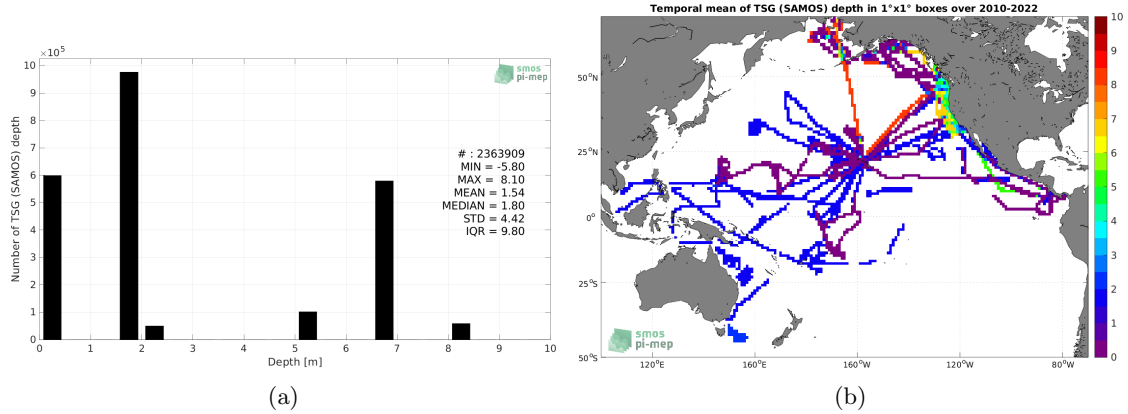 ×10⁵
10
9
8
7
6
5
4
3
2
1
0
Number of TSG (SAMOS) depth
smos
pi-mep
# : 2363909
MIN = -5.80
MAX = 8.10
MEAN = 1.54
MEDIAN = 1.80
STD = 4.42
IQR = 9.80
0 1 2 3 4 5 6 7 8 9 10
Depth [m]
(a)
Temporal mean of TSG (SAMOS) depth in 1°x1° boxes over 2010-2022
50°N
25°N
0°
25°S
50°S
smos
pi-mep
120°E 160°E 160°W 120°W 80°W
10
9
8
7
6
5
4
3
2
1
0
(b)